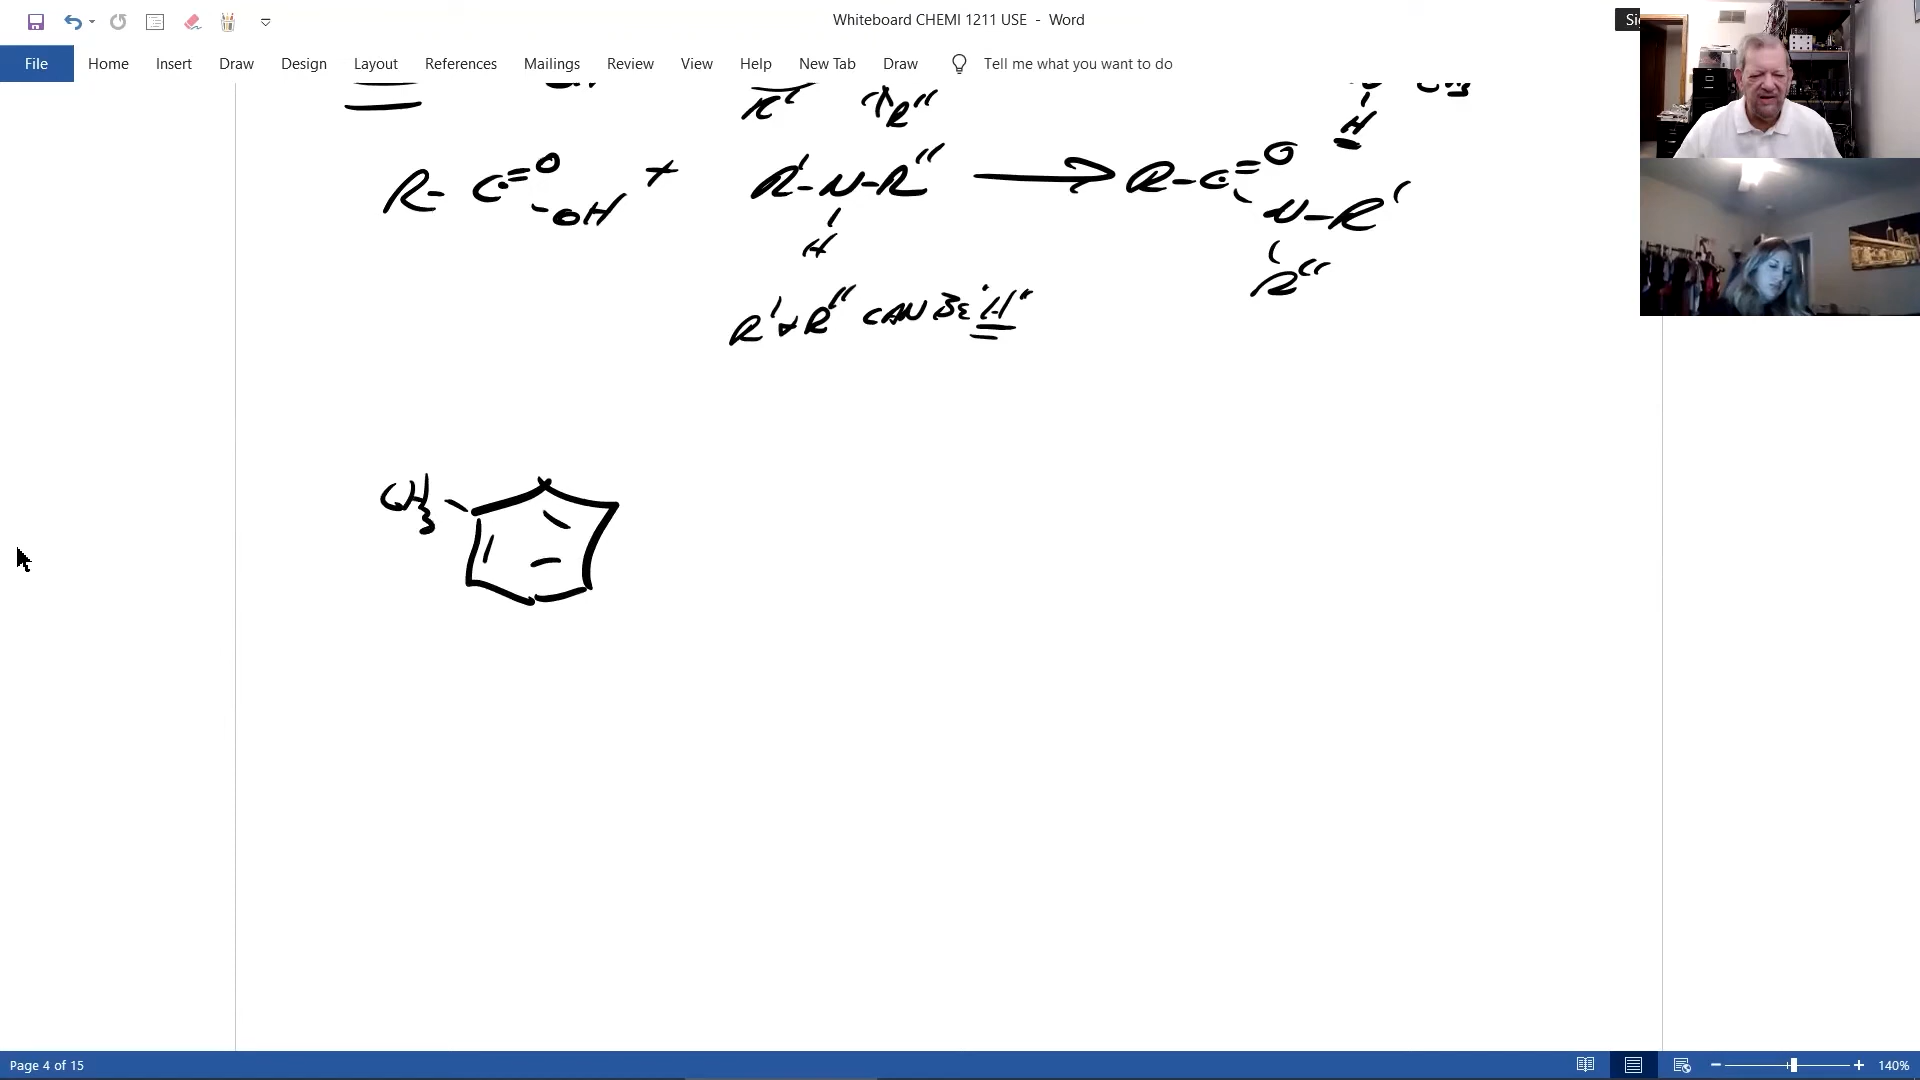 Whiteboard CHEMI 1211 USE - Word
File Home Insert Draw Design Layout References Mailings Review View Help New Tab Draw Tell me what you want to do
R' R''
H
R-C=O + R'-N-R'' → R-C=O
-OH N-R'
H R''
R' & R'' CAN BE "H"
CH3
Page 4 of 15
140%